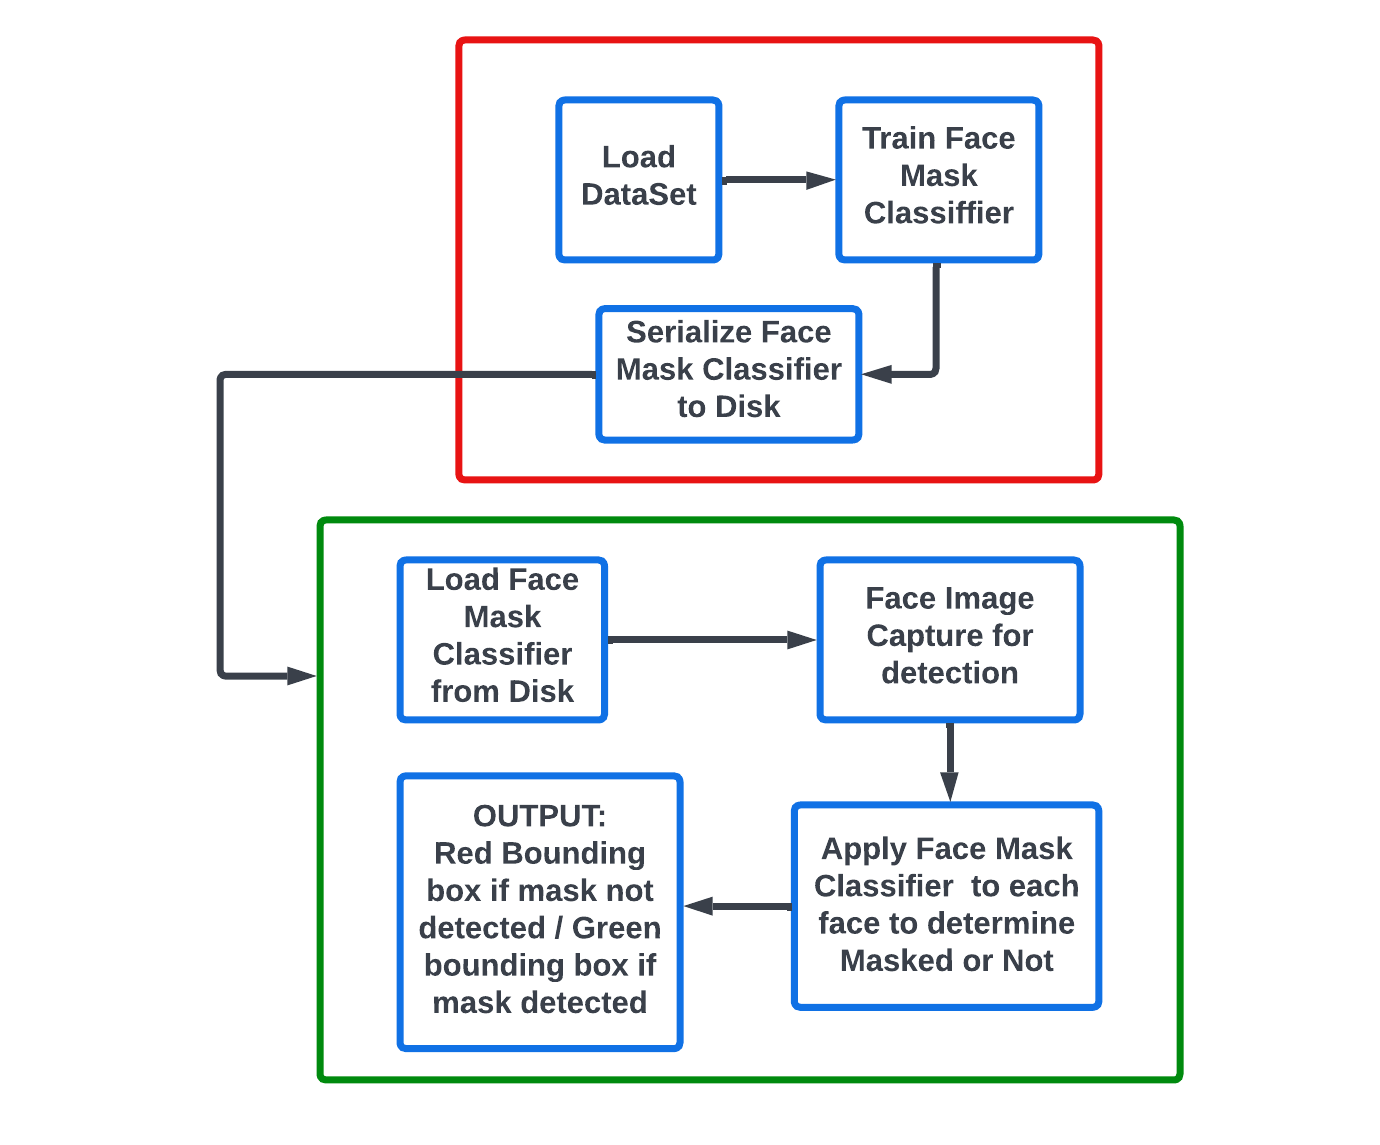 Load
DataSet
Train Face
Mask
Classiffier
Serialize Face
Mask Classifier
to Disk
Load Face
Mask
Classifier
from Disk
Face Image
Capture for
detection
Apply Face Mask
Classifier  to each
face to determine
Masked or Not
OUTPUT:
Red Bounding
box if mask not
detected / Green
bounding box if
mask detected